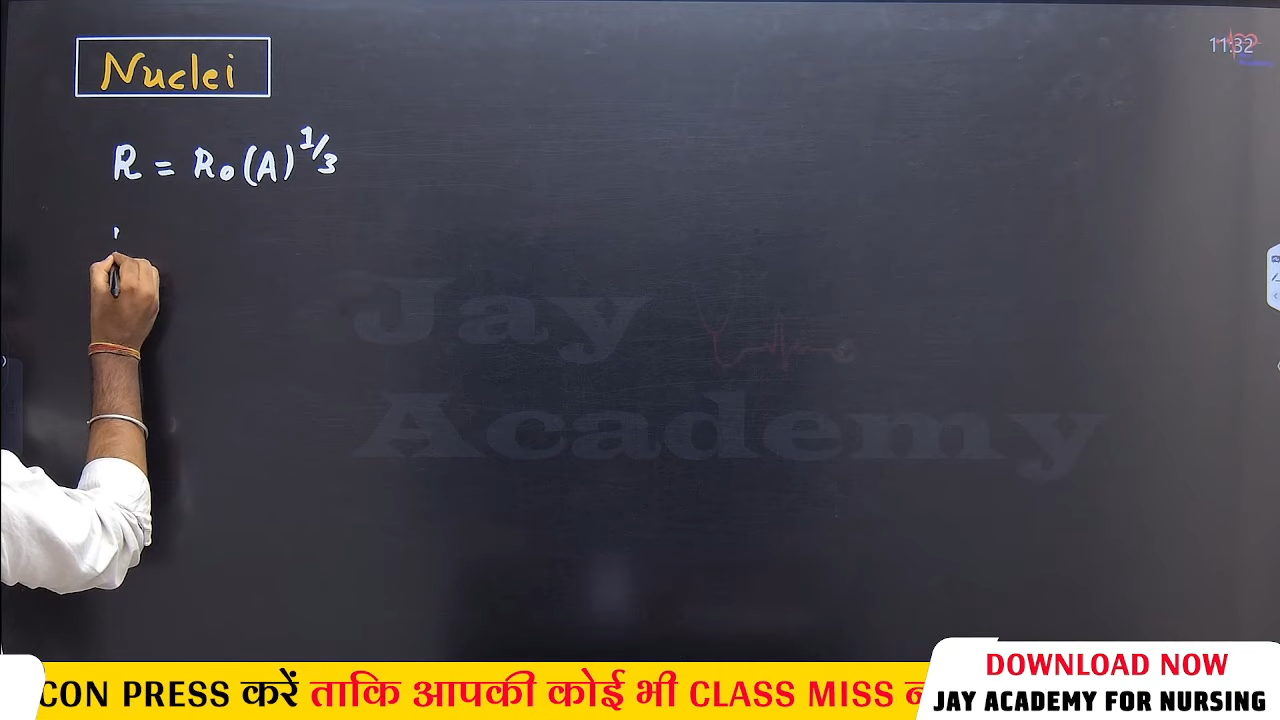 Nuclei
11:32
R = R₀(A)^1/3
Jay
Academy
CON PRESS करें ताकि आपकी कोई भी CLASS MISS
DOWNLOAD NOW
JAY ACADEMY FOR NURSING